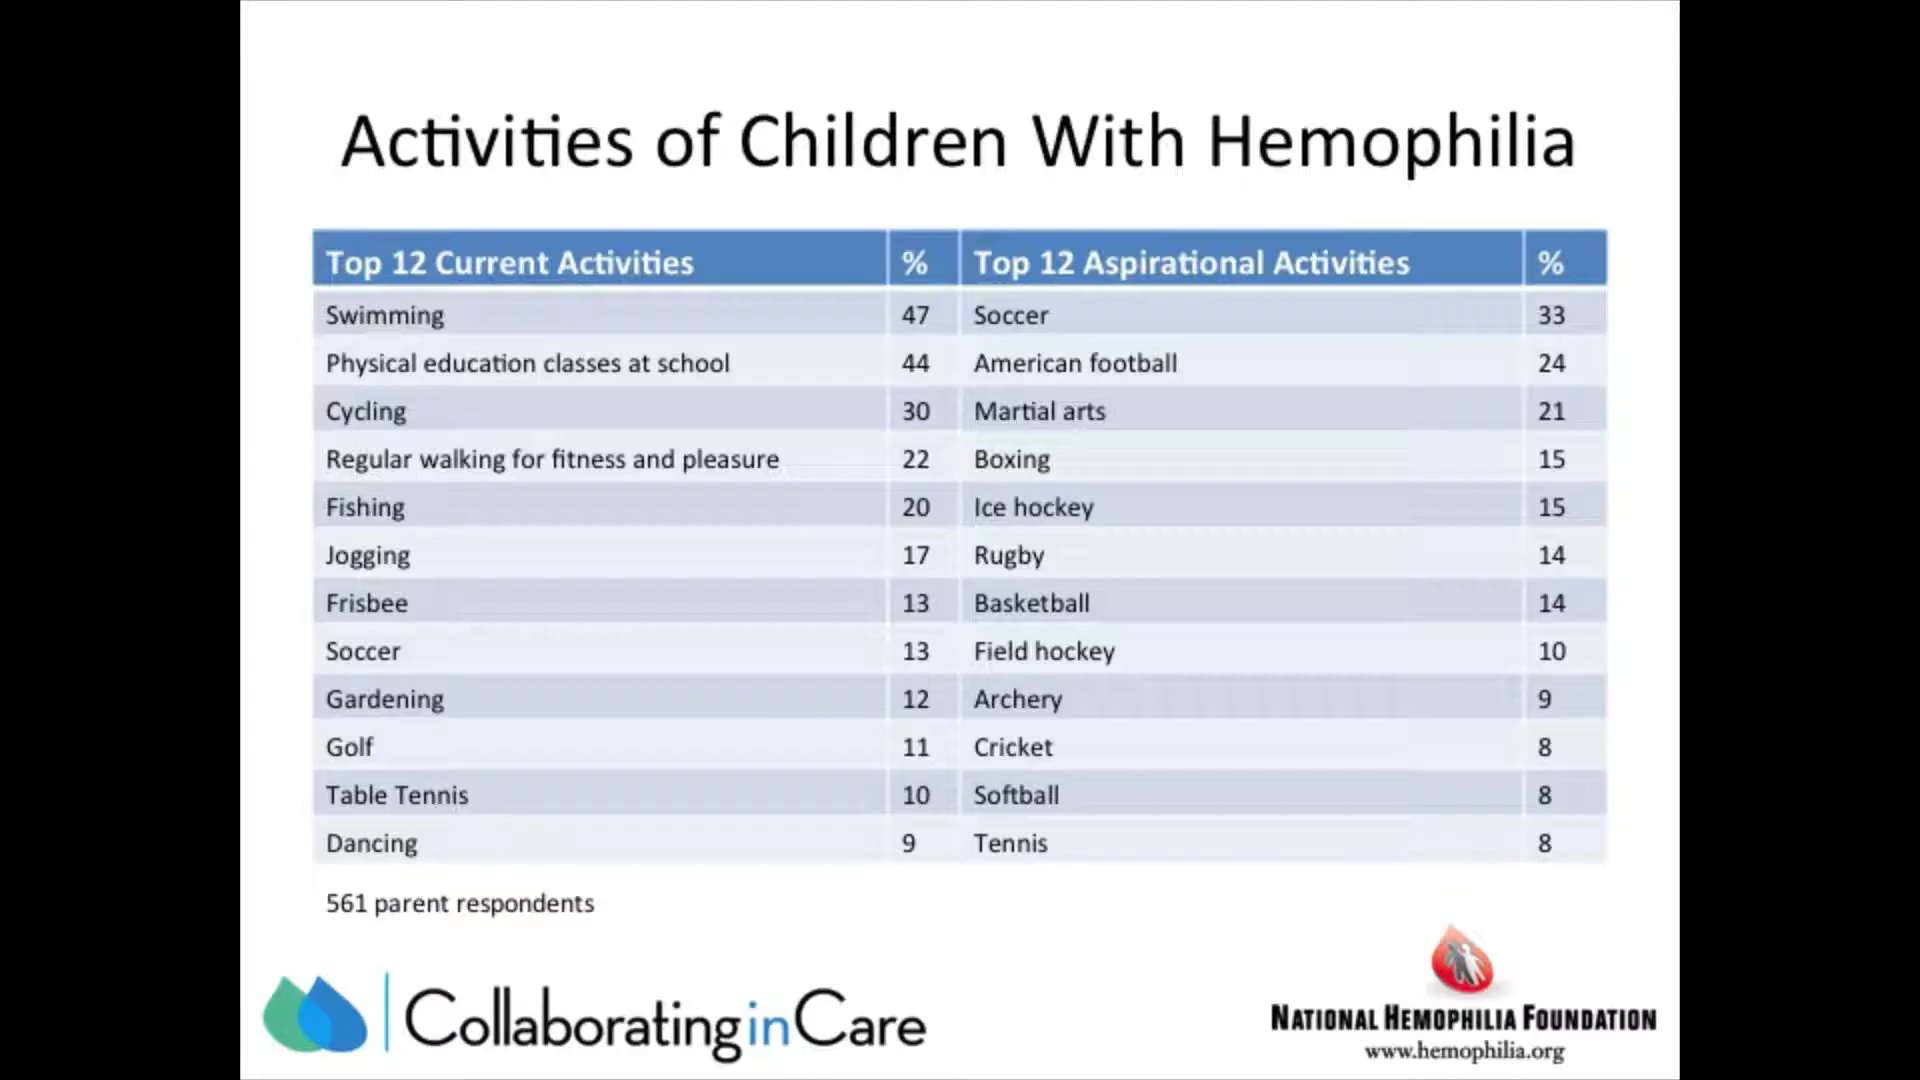 Activities of Children With Hemophilia
Top 12 Current Activities % Top 12 Aspirational Activities %
Swimming 47 Soccer 33
Physical education classes at school 44 American football 24
Cycling 30 Martial arts 21
Regular walking for fitness and pleasure 22 Boxing 15
Fishing 20 Ice hockey 15
Jogging 17 Rugby 14
Frisbee 13 Basketball 14
Soccer 13 Field hockey 10
Gardening 12 Archery 9
Golf 11 Cricket 8
Table Tennis 10 Softball 8
Dancing 9 Tennis 8
561 parent respondents
CollaboratinginCare
NATIONAL HEMOPHILIA FOUNDATION
www.hemophilia.org